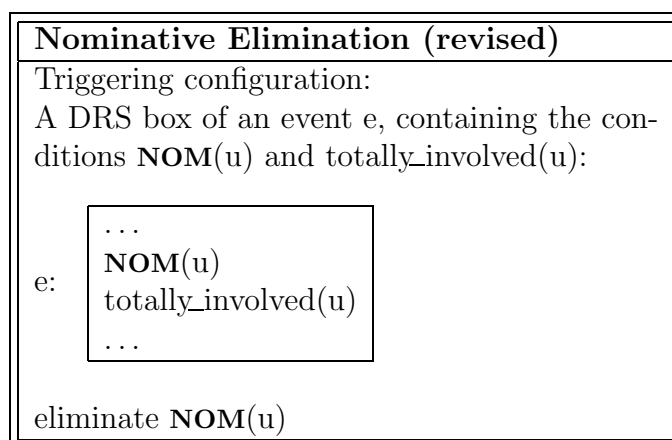 Nominative Elimination (revised)
Triggering configuration:
A DRS box of an event e, containing the con-
ditions NOM(u) and totally_involved(u):
...
NOM(u)
e:
totally_involved(u)
...
eliminate NOM(u)